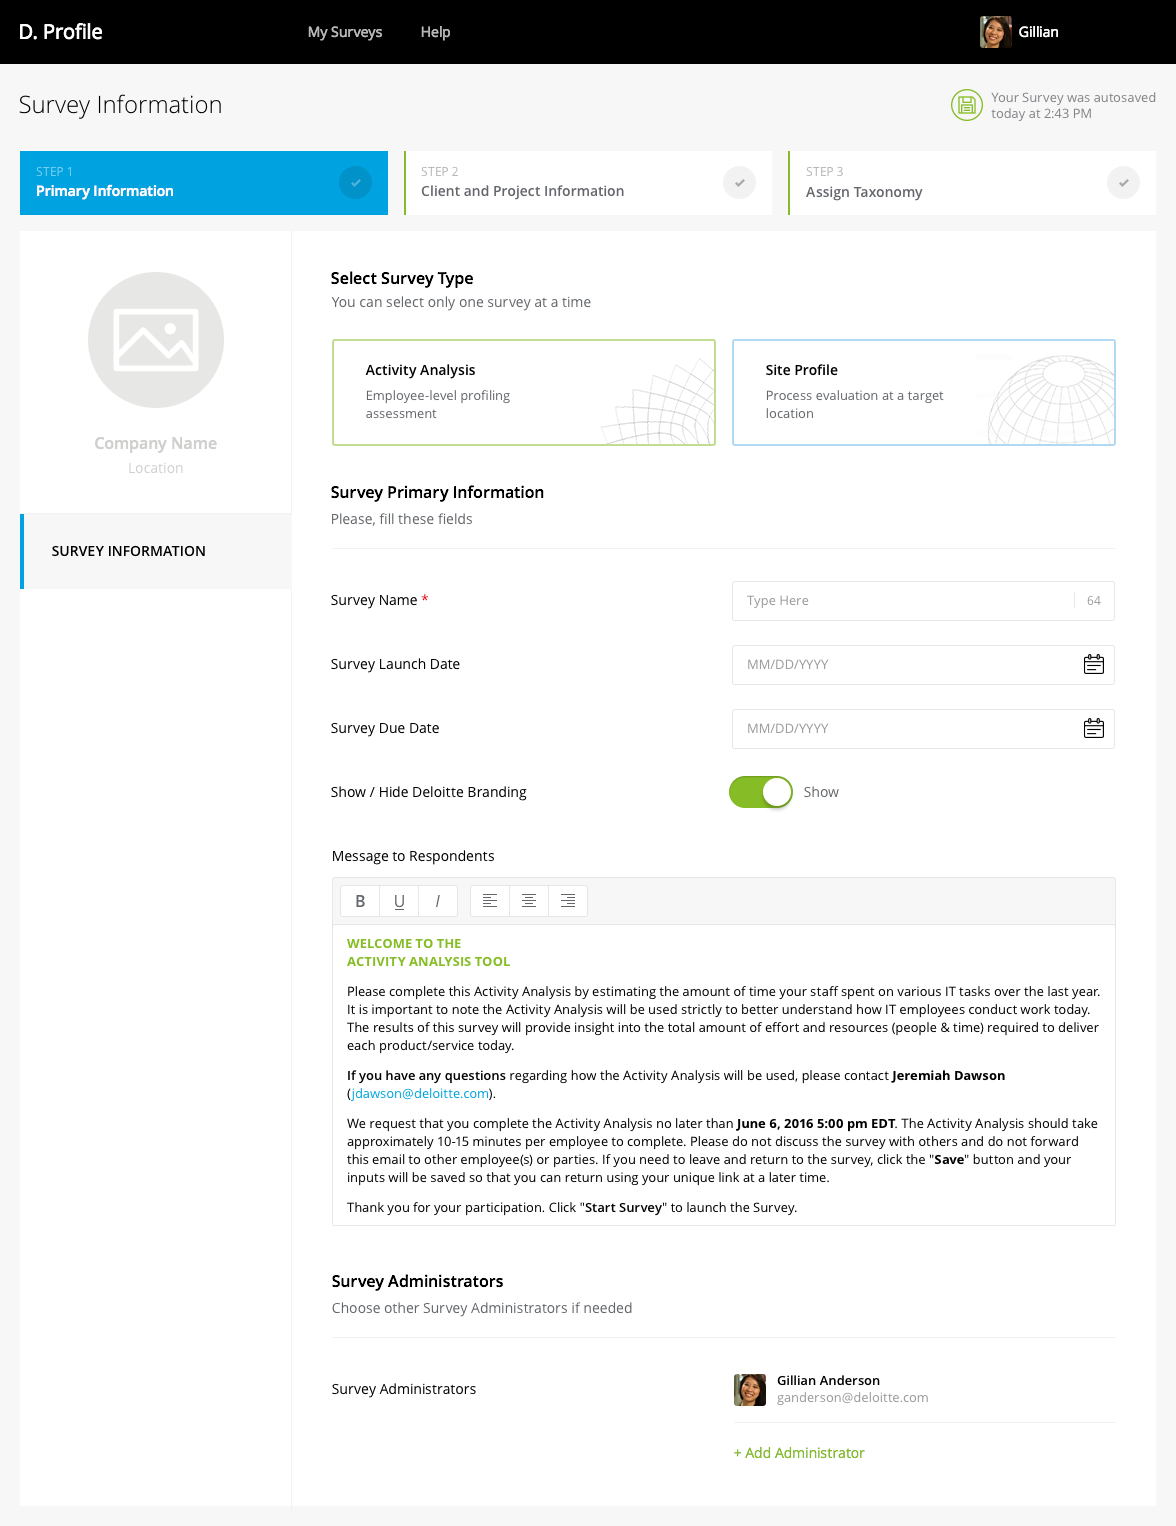 D. Profile
My Surveys
Help
Gillian
Survey Information
Your Survey was autosaved
today at 2:43 PM
STEP 1
Primary Information
STEP 2
Client and Project Information
STEP 3
Assign Taxonomy
Company Name
Location
SURVEY INFORMATION
Select Survey Type
You can select only one survey at a time
Activity Analysis
Employee-level profiling
assessment
Site Profile
Process evaluation at a target
location
Survey Primary Information
Please, fill these fields
Survey Name *
Type Here
64
Survey Launch Date
MM/DD/YYYY
Survey Due Date
MM/DD/YYYY
Show / Hide Deloitte Branding
Show
Message to Respondents
B U I
WELCOME TO THE
ACTIVITY ANALYSIS TOOL
Please complete this Activity Analysis by estimating the amount of time your staff spent on various IT tasks over the last year.
It is important to note the Activity Analysis will be used strictly to better understand how IT employees conduct work today.
The results of this survey will provide insight into the total amount of effort and resources (people & time) required to deliver
each product/service today.
If you have any questions regarding how the Activity Analysis will be used, please contact Jeremiah Dawson
(jdawson@deloitte.com).
We request that you complete the Activity Analysis no later than June 6, 2016 5:00 pm EDT. The Activity Analysis should take
approximately 10-15 minutes per employee to complete. Please do not discuss the survey with others and do not forward
this email to other employee(s) or parties. If you need to leave and return to the survey, click the "Save" button and your
inputs will be saved so that you can return using your unique link at a later time.
Thank you for your participation. Click "Start Survey" to launch the Survey.
Survey Administrators
Choose other Survey Administrators if needed
Survey Administrators
Gillian Anderson
ganderson@deloitte.com
+ Add Administrator